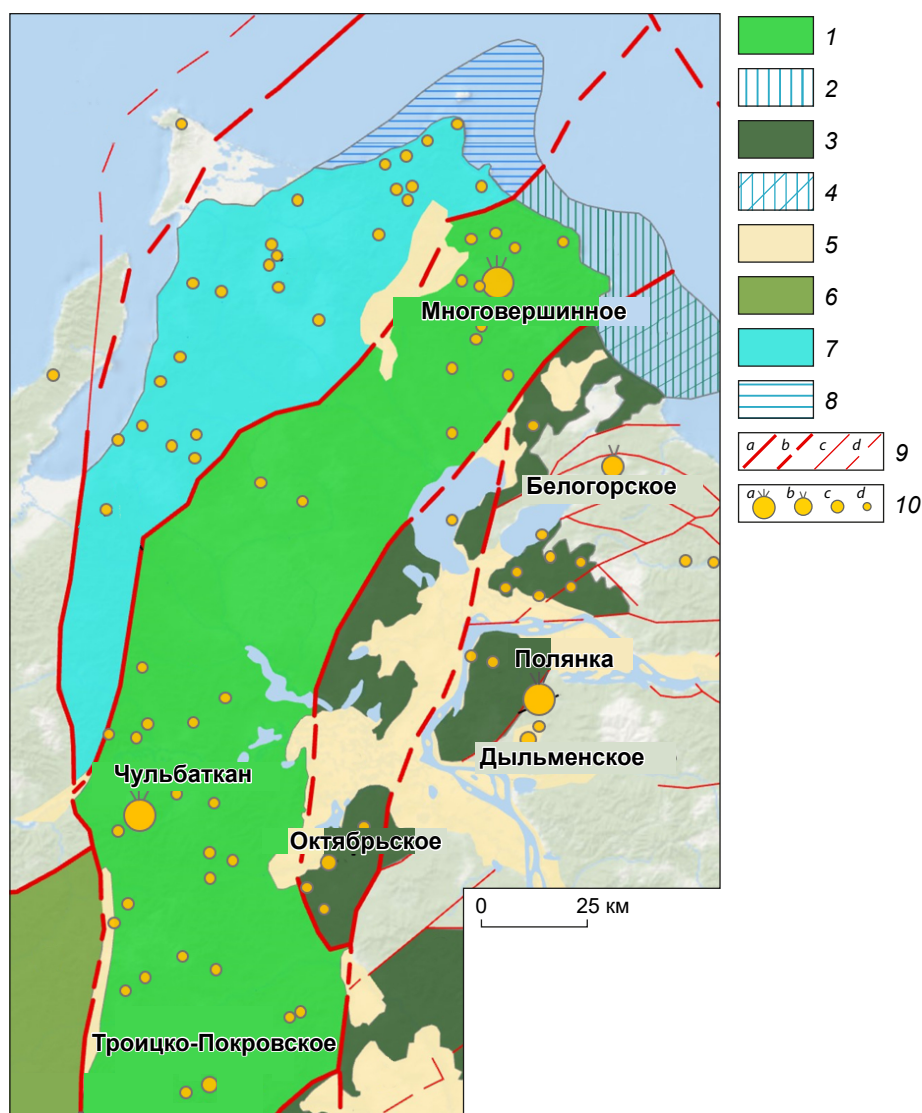 1
2
3
4
5
6
7
8
a b c d 9
a b c d 10
Многовершинное
Белогорское
Полянка
Дыльменское
Чульбаткан
Октябрьское
0 25 км
Троицко-Покровское